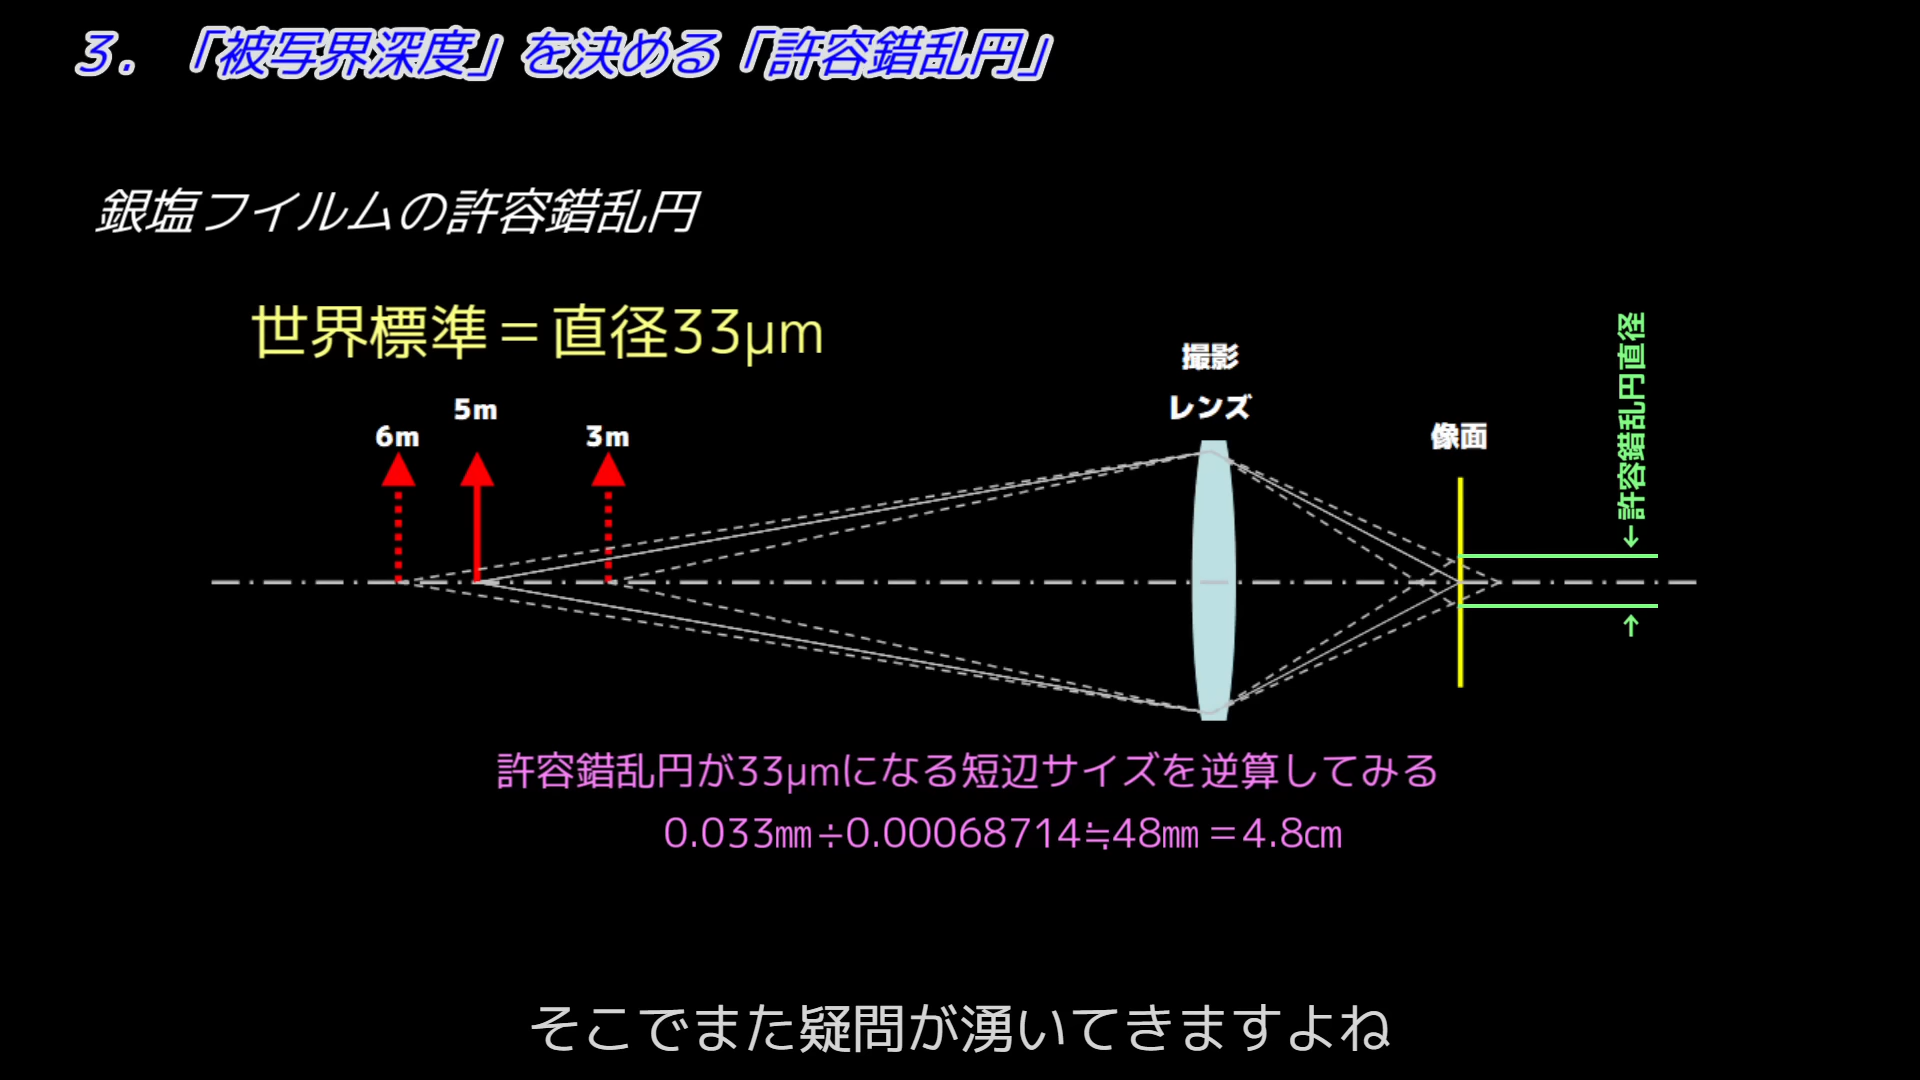 3. 「被写界深度」を決める「許容錯乱円」
銀塩フイルムの許容錯乱円
世界標準＝直径33μm
撮影
レンズ
5m
6m
3m
像面
←許容錯乱円直径
→
許容錯乱円が33μmになる短辺サイズを逆算してみる
0.033㎜÷0.00068714≒48㎜＝4.8㎝
そこでまた疑問が湧いてきますよね